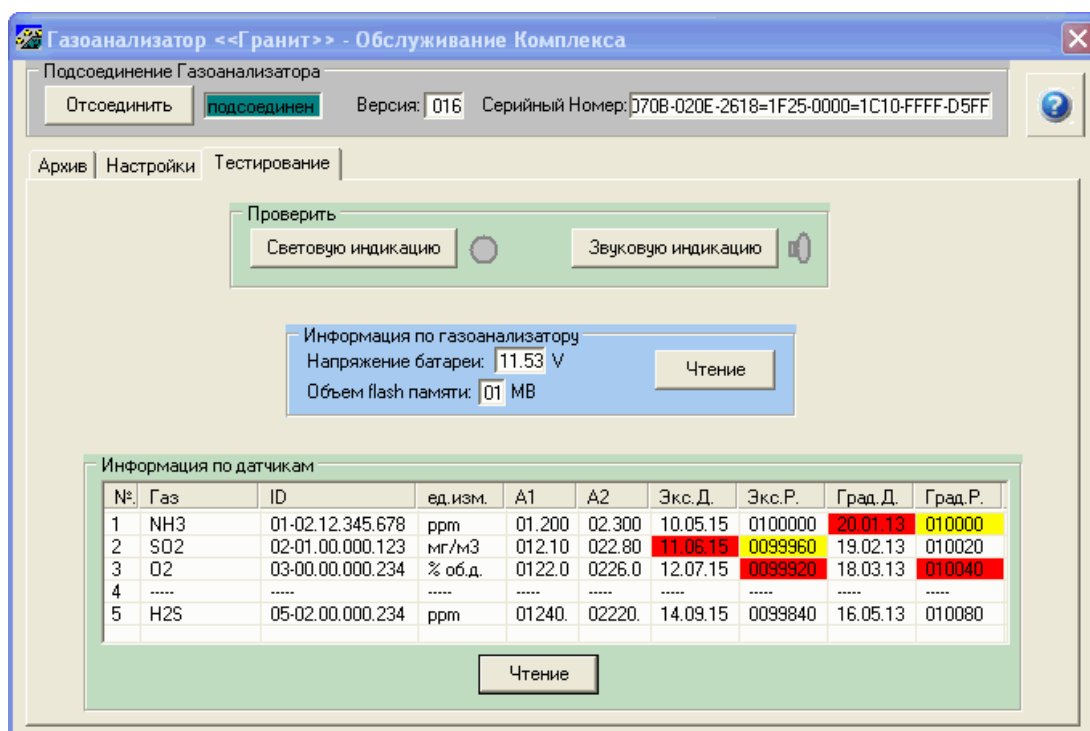 Газоанализатор <<Гранит>> - Обслуживание Комплекса
Подсоединение Газоанализатора
Отсоединить подсоединен Версия: 016 Серийный Номер: 070B-020E-2618=1F25-0000=1C10-FFFF-D5FF
Архив Настройки Тестирование
Проверить
Световую индикацию Звуковую индикацию
Информация по газоанализатору
Напряжение батареи: 11.53 V Чтение
Объем flash памяти: 01 MB
Информация по датчикам
№. Газ ID ед.изм. А1 А2 Экс.Д. Экс.Р. Град.Д. Град.Р.
1 NH3 01-02.12.345.678 ppm 01.200 02.300 10.05.15 0100000 20.01.13 010000
2 SO2 02-01.00.000.123 мг/м3 012.10 022.80 11.06.15 0099960 19.02.13 010020
3 O2 03-00.00.000.234 % об.д. 0122.0 0226.0 12.07.15 0099920 18.03.13 010040
4 ----- ----- ----- ----- ----- ----- ----- ----- -----
5 H2S 05-02.00.000.234 ppm 01240. 02220. 14.09.15 0099840 16.05.13 010080
Чтение